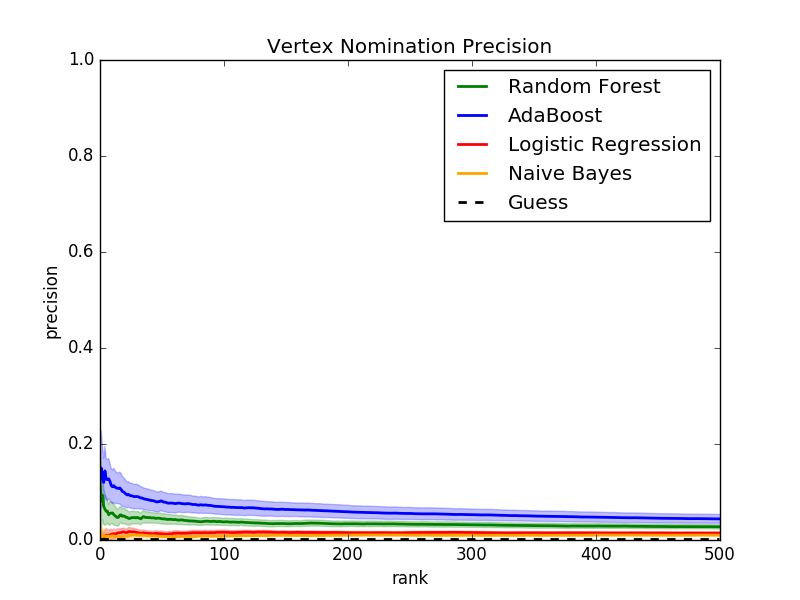 Vertex Nomination Precision
1.0
0.8
0.6
0.4
0.2
0.0
precision
Random Forest
AdaBoost
Logistic Regression
Naive Bayes
Guess
0 100 200 300 400 500
rank